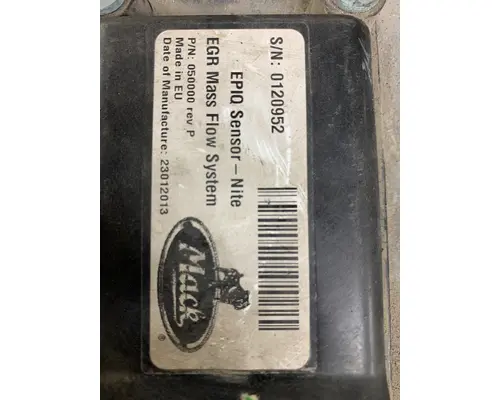 S/N: 0120952
EPIQ Sensor – Nite
EGR Mass Flow System
P/N: 050000 rev P
Made in EU
Date of Manufacture: 23012013
Mack
®